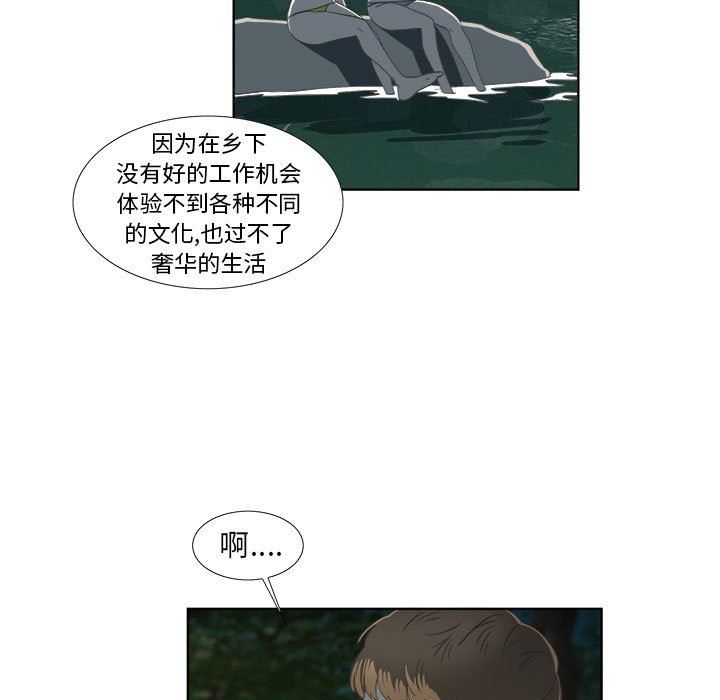 因为在乡下
没有好的工作机会
体验不到各种不同
的文化,也过不了
奢华的生活
啊....